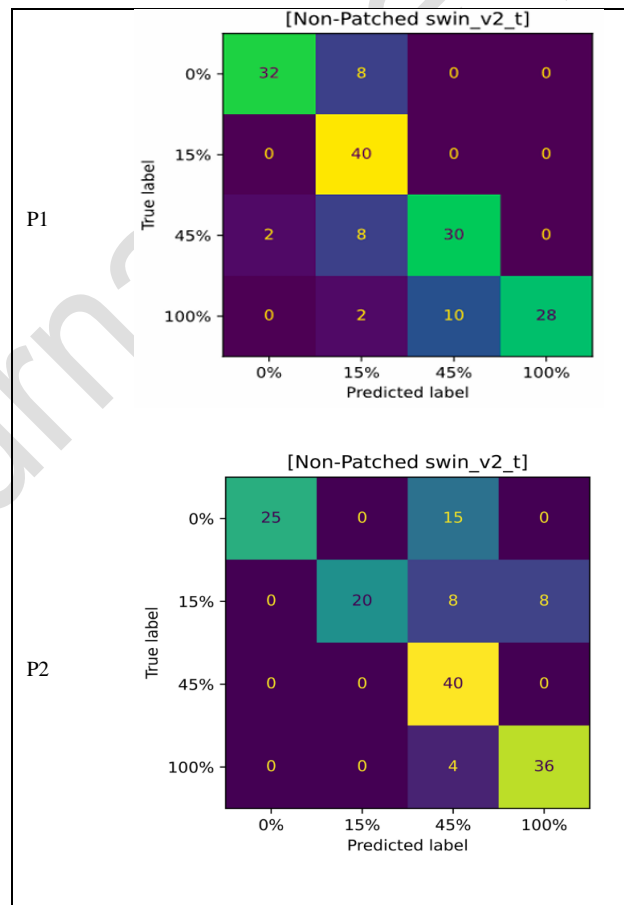 [Non-Patched swin_v2_t]
P1
True label
0% 32 8 0 0
15% 0 40 0 0
45% 2 8 30 0
100% 0 2 10 28
0% 15% 45% 100%
Predicted label
[Non-Patched swin_v2_t]
P2
True label
0% 25 0 15 0
15% 0 20 8 8
45% 0 0 40 0
100% 0 0 4 36
0% 15% 45% 100%
Predicted label